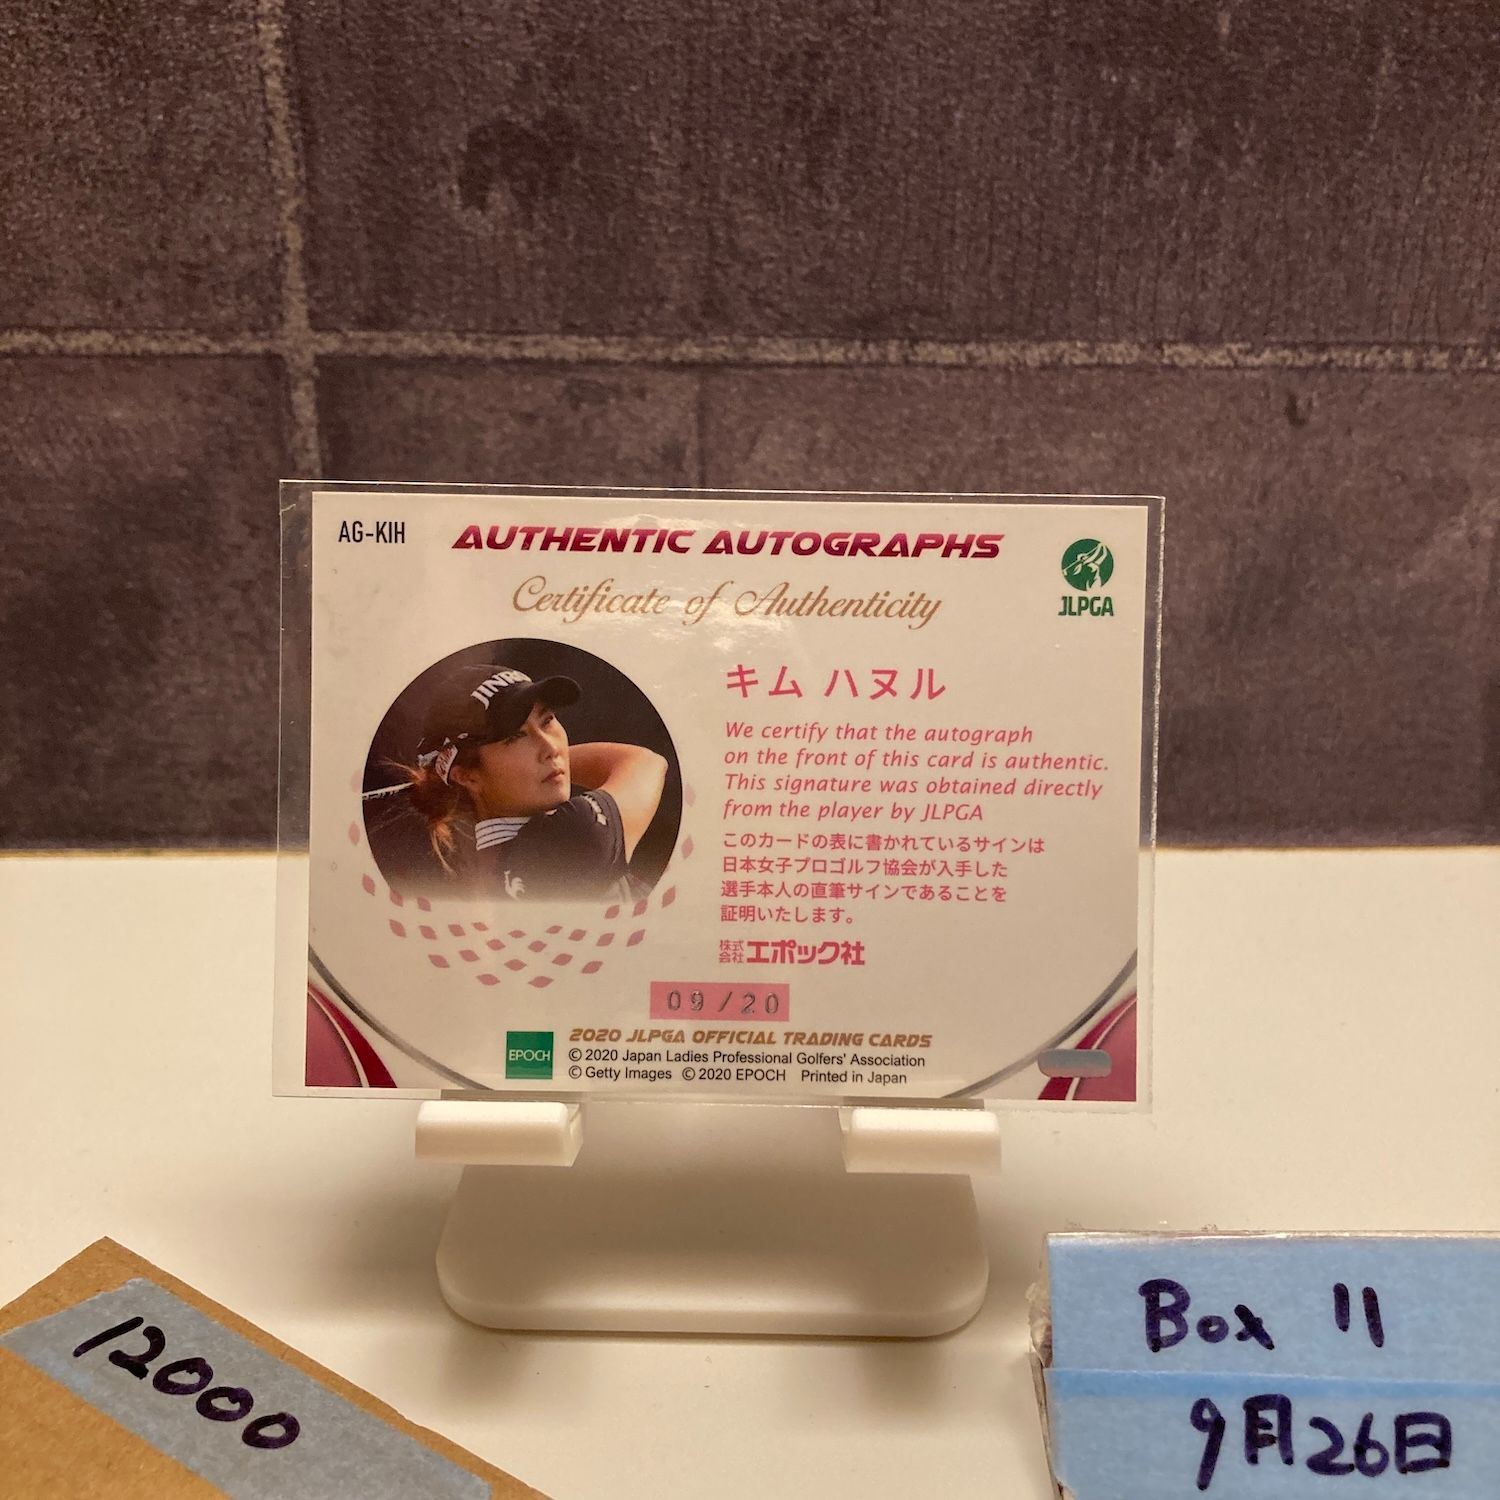 AG-KIH
AUTHENTIC AUTOGRAPHS
Certificate of Authenticity
JLPGA
JINRO
キム ハヌル
We certify that the autograph
on the front of this card is authentic.
This signature was obtained directly
from the player by JLPGA
このカードの表に書かれているサインは
日本女子プロゴルフ協会が入手した
選手本人の直筆サインであることを
証明いたします。
株式会社エポック社
09/20
EPOCH
2020 JLPGA OFFICIAL TRADING CARDS
© 2020 Japan Ladies Professional Golfers' Association
© Getty Images © 2020 EPOCH Printed in Japan
12000
Box 11
9月26日